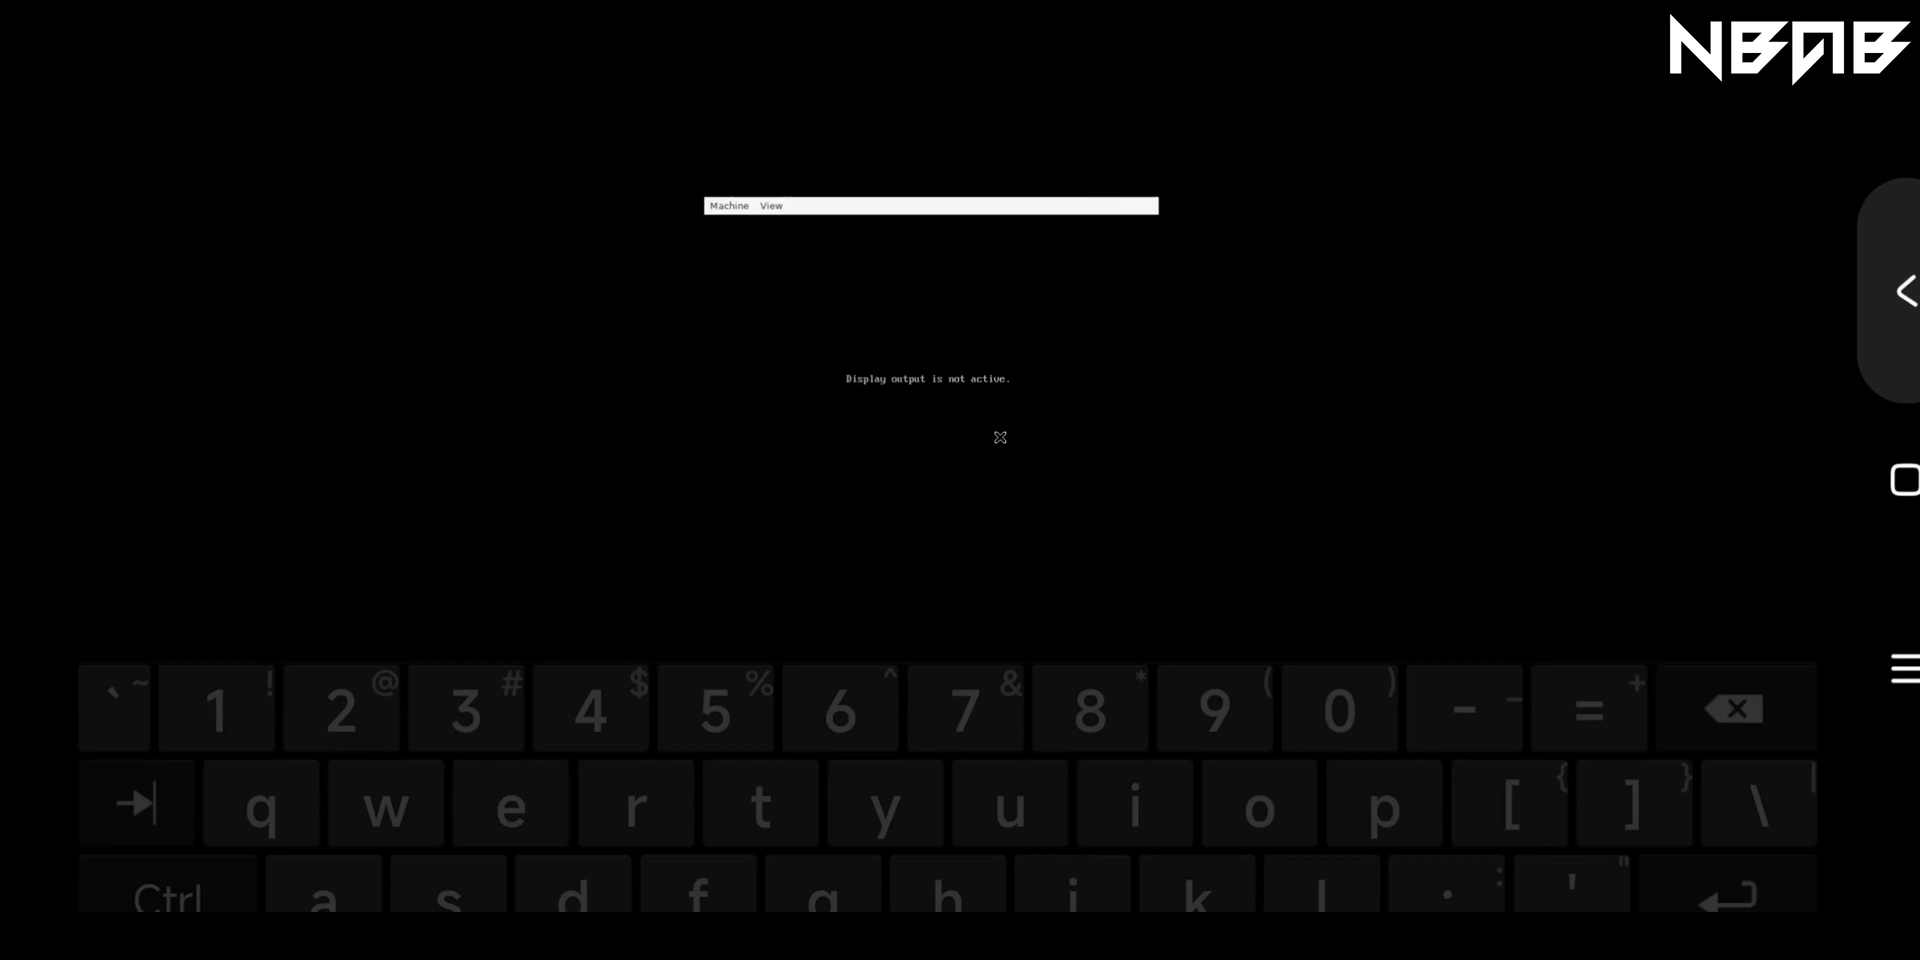 NBNB
Machine View
Display output is not active.
` ~ 1 ! 2 @ 3 # 4 $ 5 % 6 ^ 7 & 8 * 9 ( 0 ) - _ = +
q w e r t y u i o p [ { ] } \ |
Ctrl a s d f g h j k l ; : ' "